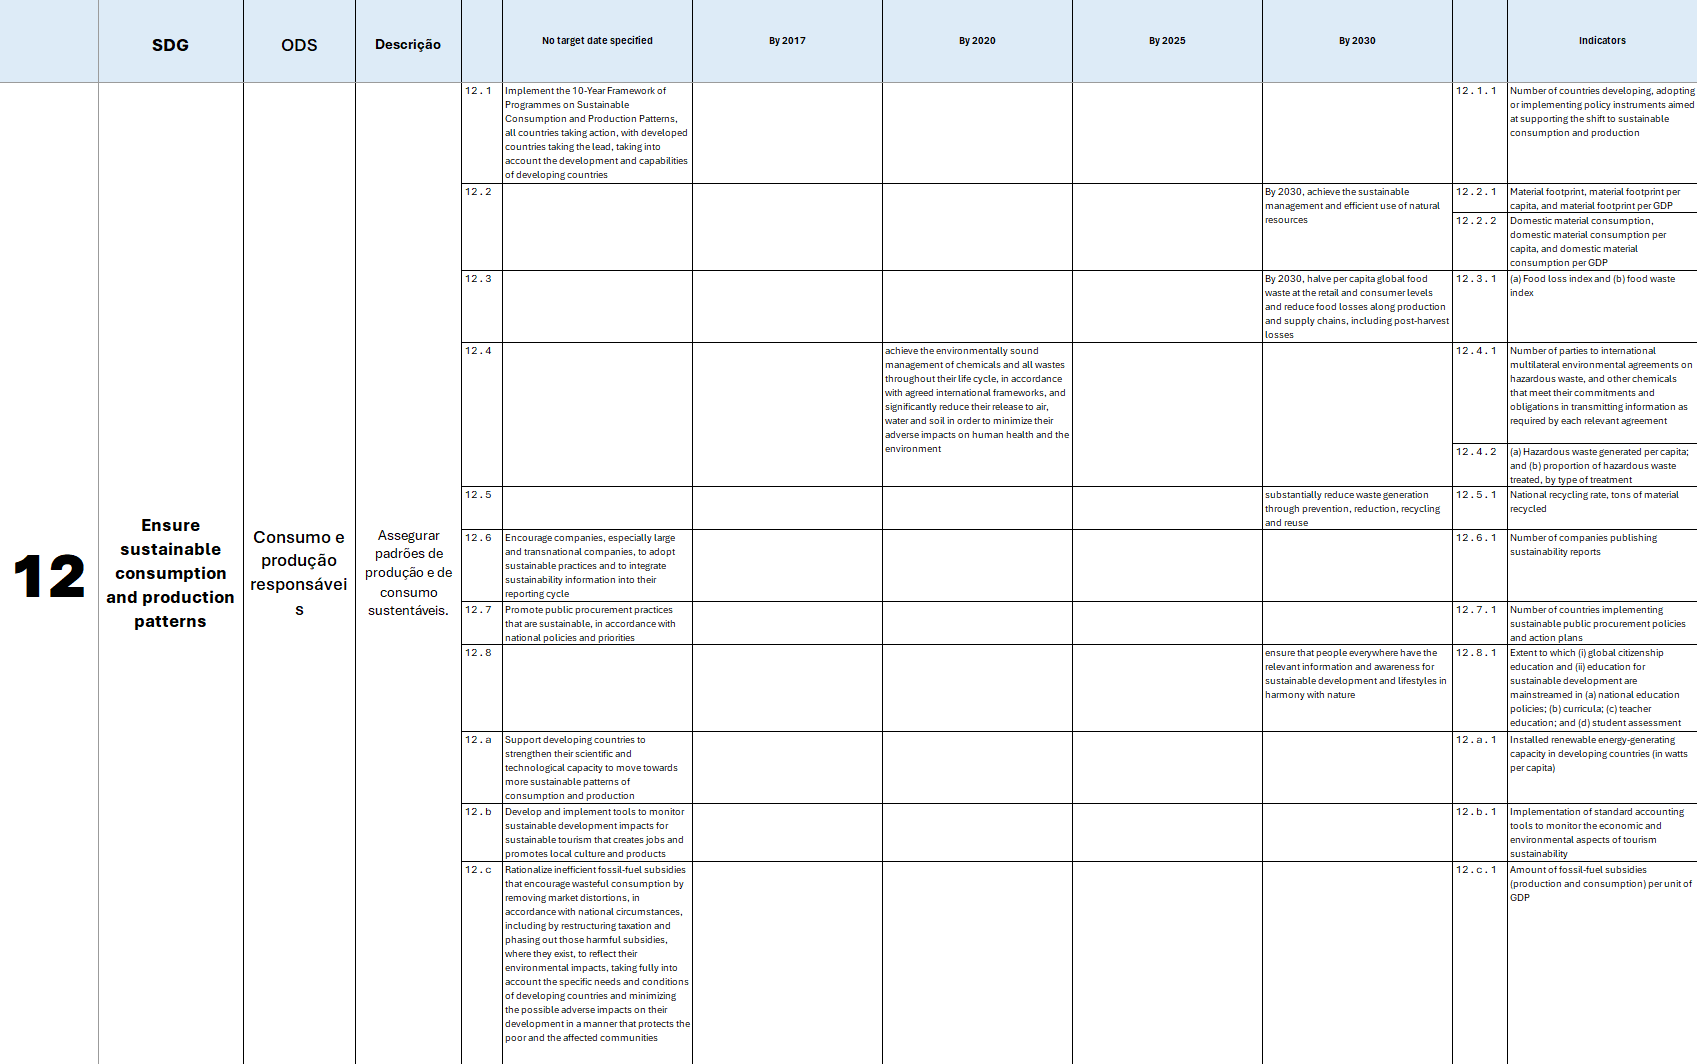 SDG
ODS
Descrição
No target date specified
By 2017
By 2020
By 2025
By 2030
Indicators
12
Ensure
sustainable
consumption
and production
patterns
Consumo e
produção
responsávei
s
Assegurar
padrões de
produção e de
consumo
sustentáveis.
12.1
Implement the 10-Year Framework of
Programmes on Sustainable
Consumption and Production Patterns,
all countries taking action, with developed
countries taking the lead, taking into
account the development and capabilities
of developing countries
12.1.1
Number of countries developing, adopting
or implementing policy instruments aimed
at supporting the shift to sustainable
consumption and production
12.2
By 2030, achieve the sustainable
management and efficient use of natural
resources
12.2.1
Material footprint, material footprint per
capita, and material footprint per GDP
12.2.2
Domestic material consumption,
domestic material consumption per
capita, and domestic material
consumption per GDP
12.3
By 2030, halve per capita global food
waste at the retail and consumer levels
and reduce food losses along production
and supply chains, including post-harvest
losses
12.3.1
(a) Food loss index and (b) food waste
index
12.4
achieve the environmentally sound
management of chemicals and all wastes
throughout their life cycle, in accordance
with agreed international frameworks, and
significantly reduce their release to air,
water and soil in order to minimize their
adverse impacts on human health and the
environment
12.4.1
Number of parties to international
multilateral environmental agreements on
hazardous waste, and other chemicals
that meet their commitments and
obligations in transmitting information as
required by each relevant agreement
12.4.2
(a) Hazardous waste generated per capita;
and (b) proportion of hazardous waste
treated, by type of treatment
12.5
substantially reduce waste generation
through prevention, reduction, recycling
and reuse
12.5.1
National recycling rate, tons of material
recycled
12.6
Encourage companies, especially large
and transnational companies, to adopt
sustainable practices and to integrate
sustainability information into their
reporting cycle
12.6.1
Number of companies publishing
sustainability reports
12.7
Promote public procurement practices
that are sustainable, in accordance with
national policies and priorities
12.7.1
Number of countries implementing
sustainable public procurement policies
and action plans
12.8
ensure that people everywhere have the
relevant information and awareness for
sustainable development and lifestyles in
harmony with nature
12.8.1
Extent to which (i) global citizenship
education and (ii) education for
sustainable development are
mainstreamed in (a) national education
policies; (b) curricula; (c) teacher
education; and (d) student assessment
12.a
Support developing countries to
strengthen their scientific and
technological capacity to move towards
more sustainable patterns of
consumption and production
12.a.1
Installed renewable energy-generating
capacity in developing countries (in watts
per capita)
12.b
Develop and implement tools to monitor
sustainable development impacts for
sustainable tourism that creates jobs and
promotes local culture and products
12.b.1
Implementation of standard accounting
tools to monitor the economic and
environmental aspects of tourism
sustainability
12.c
Rationalize inefficient fossil-fuel subsidies
that encourage wasteful consumption by
removing market distortions, in
accordance with national circumstances,
including by restructuring taxation and
phasing out those harmful subsidies,
where they exist, to reflect their
environmental impacts, taking fully into
account the specific needs and conditions
of developing countries and minimizing
the possible adverse impacts on their
development in a manner that protects the
poor and the affected communities
12.c.1
Amount of fossil-fuel subsidies
(production and consumption) per unit of
GDP